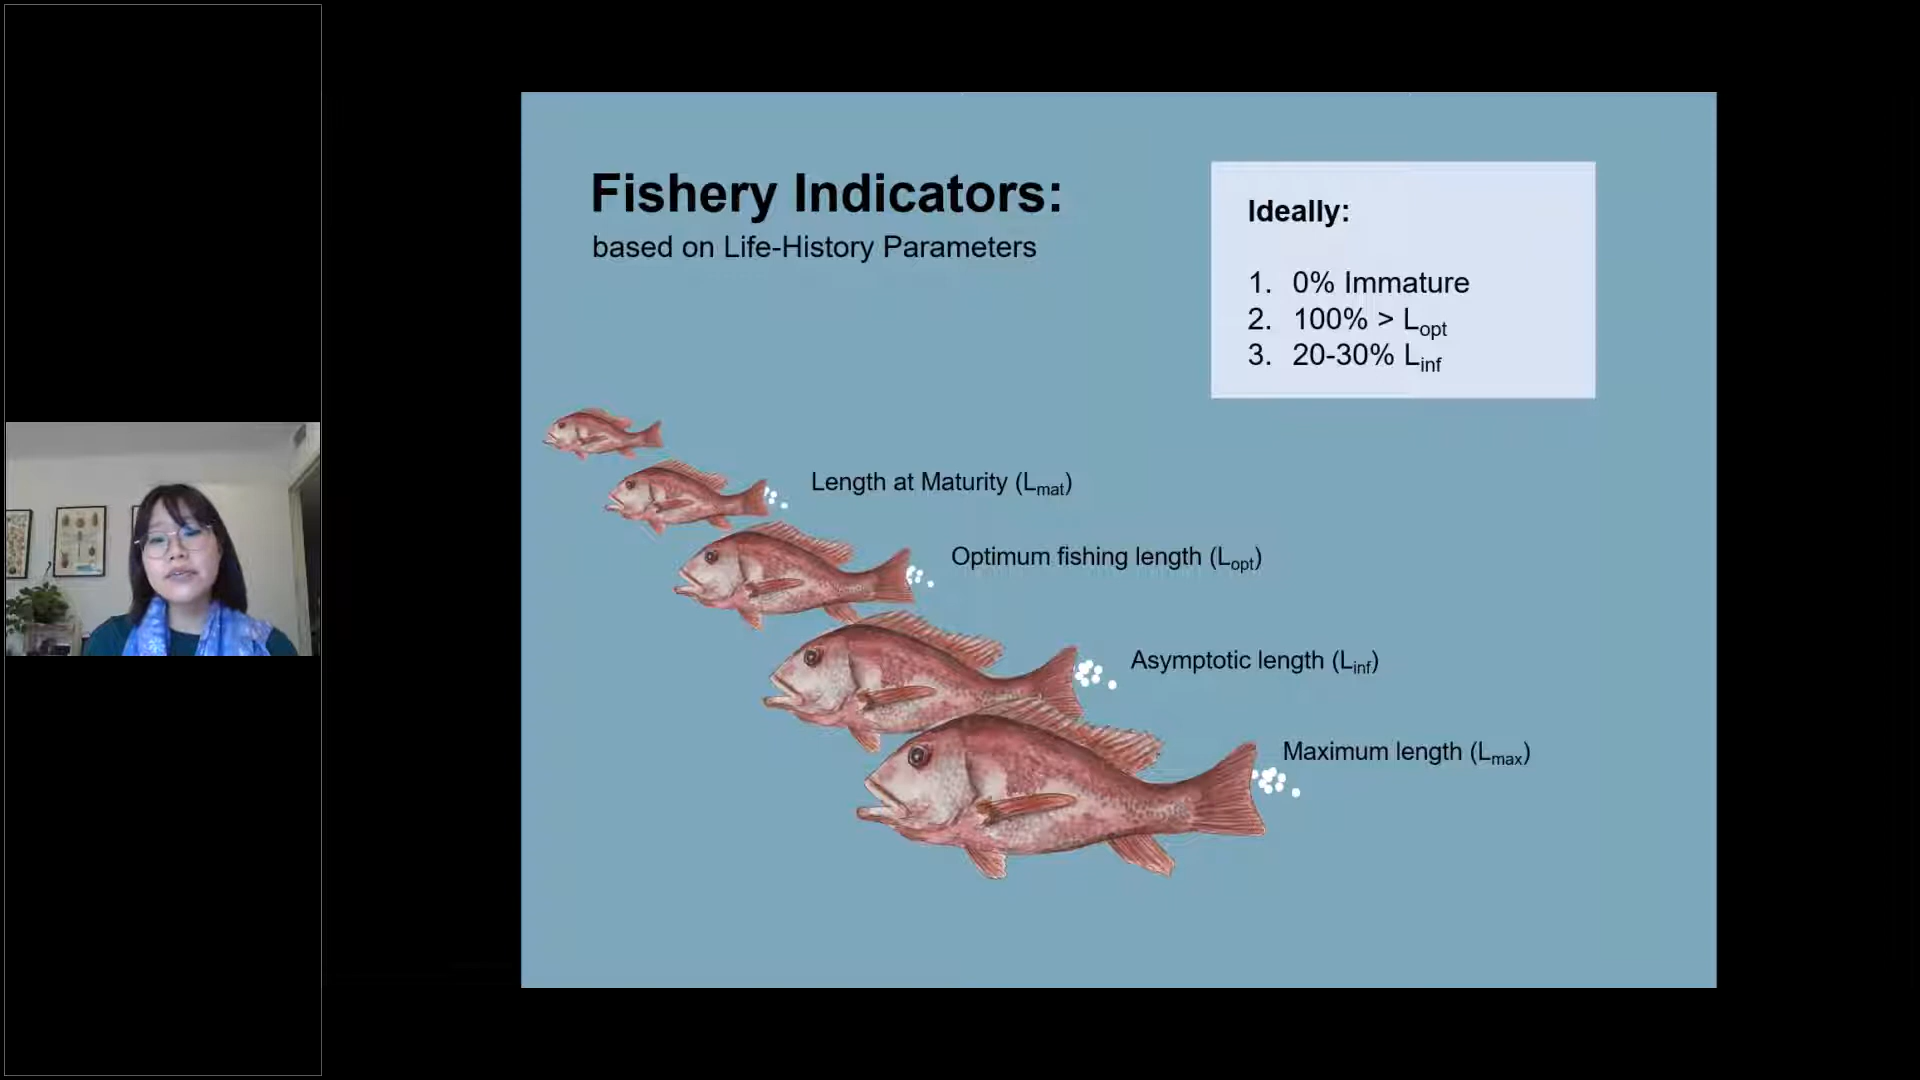 Fishery Indicators:
based on Life-History Parameters
Ideally:
1. 0% Immature
2. 100% > Lopt
3. 20-30% Linf
Length at Maturity (Lmat)
Optimum fishing length (Lopt)
Asymptotic length (Linf)
Maximum length (Lmax)